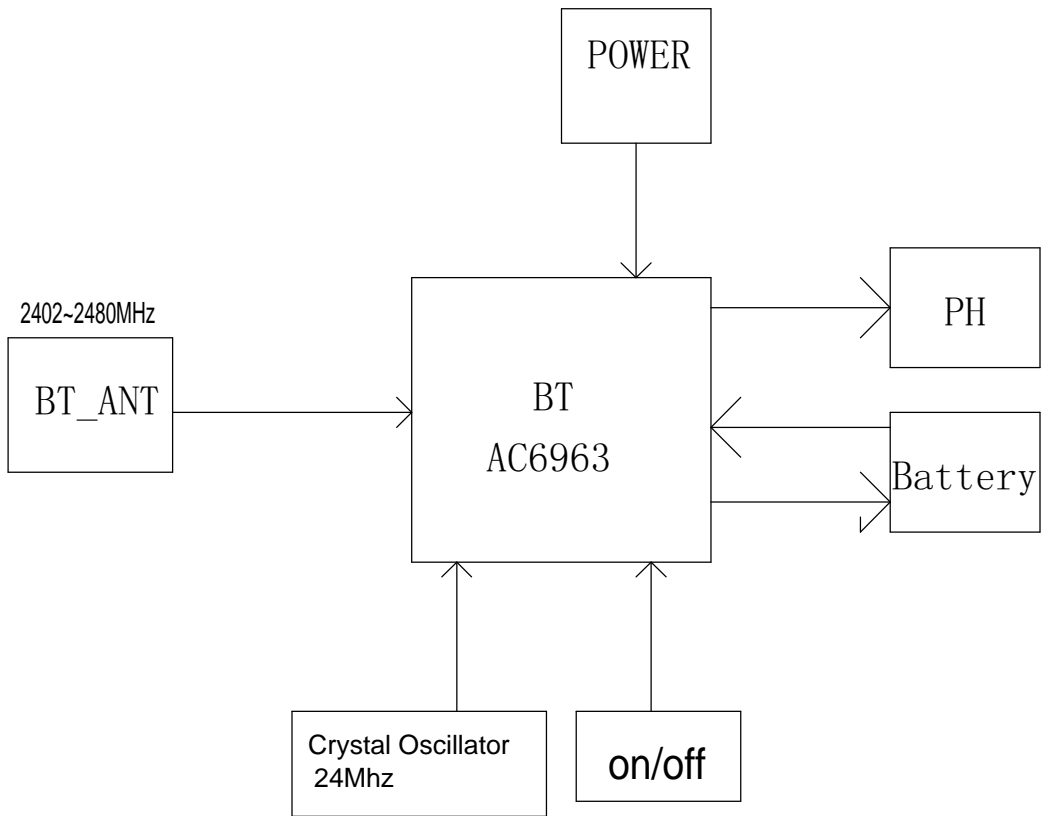 POWER
2402~2480MHz
BT_ANT
BT
AC6963
PH
Battery
Crystal Oscillator
24Mhz
on/off